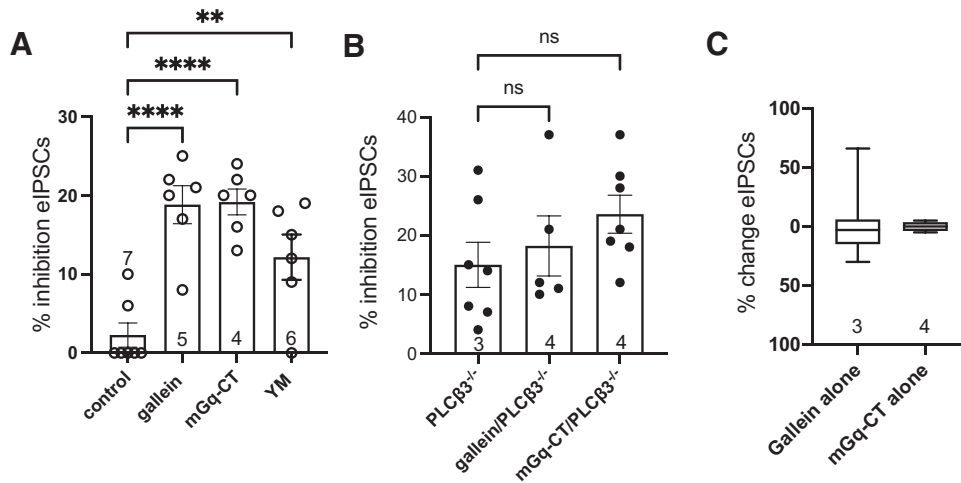 A
**
****
****
% inhibition eIPSCs
30
20
10
0
7
5
4
6
control
gallein
mGq-CT
YM
B
ns
ns
% inhibition eIPSCs
40
30
20
10
0
3
4
4
PLCβ3-/-
gallein/PLCβ3-/-
mGq-CT/PLCβ3-/-
C
% change eIPSCs
100
50
0
50
100
3
4
Gallein alone
mGq-CT alone